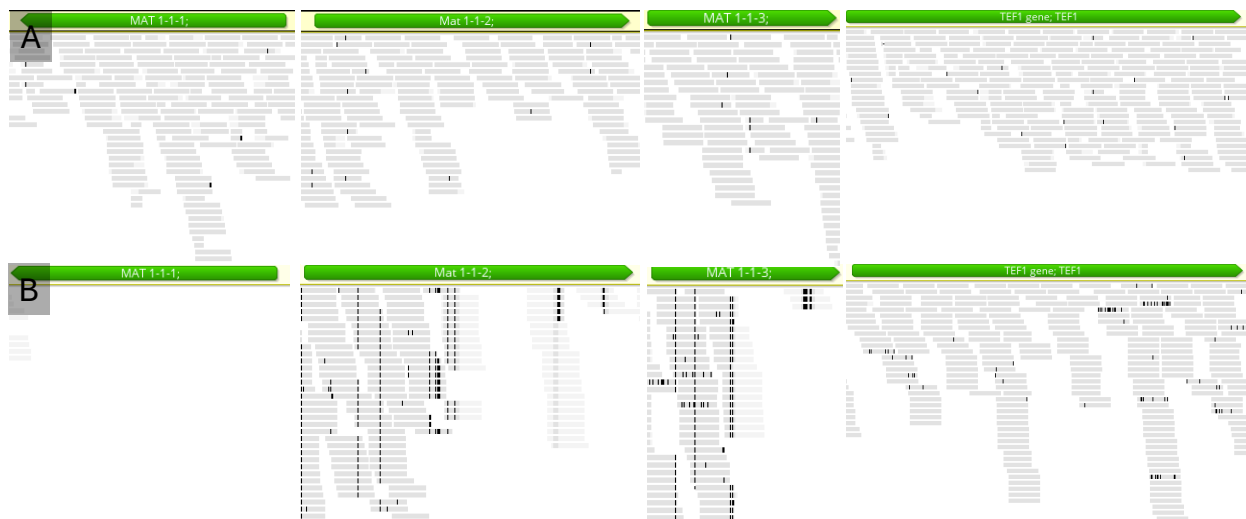 A
MAT 1-1-1;
Mat 1-1-2;
MAT 1-1-3;
TEF1 gene; TEF1
B
MAT 1-1-1;
Mat 1-1-2;
MAT 1-1-3;
TEF1 gene; TEF1